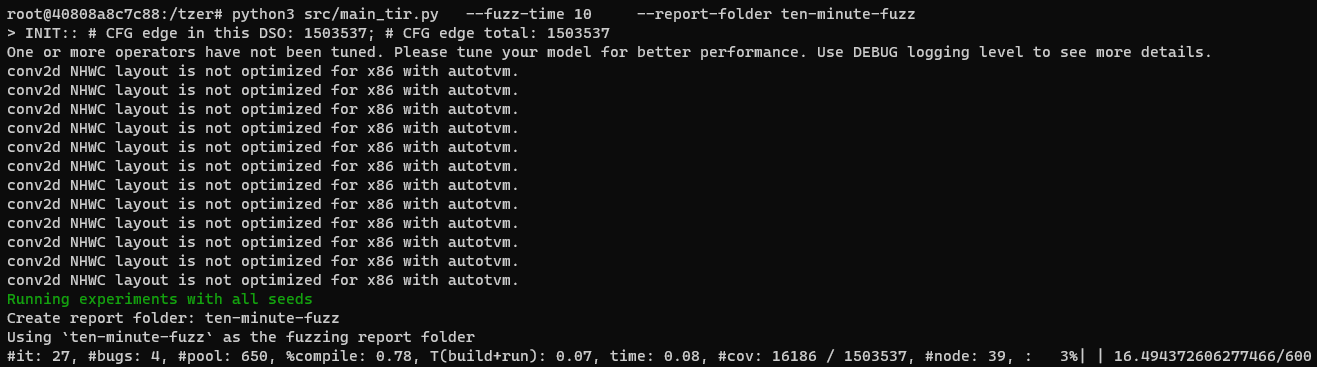 root@40808a8c7c88:/tzer# python3 src/main_tir.py   --fuzz-time 10     --report-folder ten-minute-fuzz
> INIT:: # CFG edge in this DSO: 1503537; # CFG edge total: 1503537
One or more operators have not been tuned. Please tune your model for better performance. Use DEBUG logging level to see more details.
conv2d NHWC layout is not optimized for x86 with autotvm.
conv2d NHWC layout is not optimized for x86 with autotvm.
conv2d NHWC layout is not optimized for x86 with autotvm.
conv2d NHWC layout is not optimized for x86 with autotvm.
conv2d NHWC layout is not optimized for x86 with autotvm.
conv2d NHWC layout is not optimized for x86 with autotvm.
conv2d NHWC layout is not optimized for x86 with autotvm.
conv2d NHWC layout is not optimized for x86 with autotvm.
conv2d NHWC layout is not optimized for x86 with autotvm.
conv2d NHWC layout is not optimized for x86 with autotvm.
conv2d NHWC layout is not optimized for x86 with autotvm.
conv2d NHWC layout is not optimized for x86 with autotvm.
Running experiments with all seeds
Create report folder: ten-minute-fuzz
Using `ten-minute-fuzz` as the fuzzing report folder
#it: 27, #bugs: 4, #pool: 650, %compile: 0.78, T(build+run): 0.07, time: 0.08, #cov: 16186 / 1503537, #node: 39, :   3%| | 16.494372606277466/600